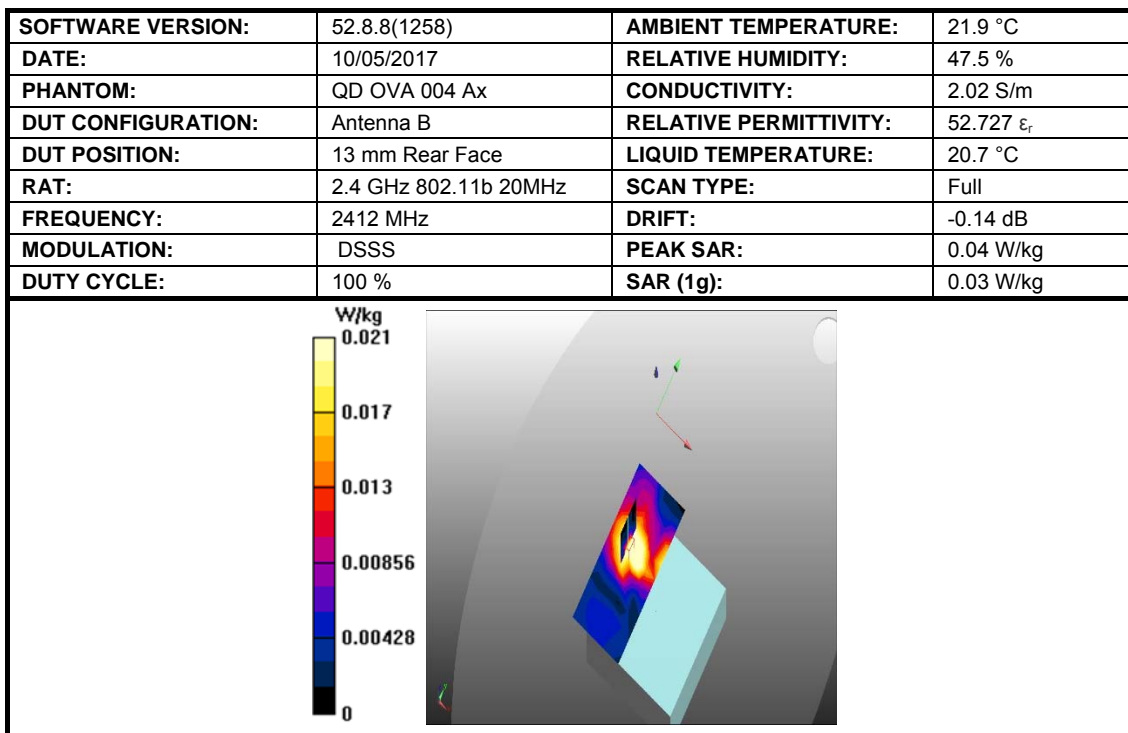 SOFTWARE VERSION: 52.8.8(1258) AMBIENT TEMPERATURE: 21.9 °C
DATE: 10/05/2017 RELATIVE HUMIDITY: 47.5 %
PHANTOM: QD OVA 004 Ax CONDUCTIVITY: 2.02 S/m
DUT CONFIGURATION: Antenna B RELATIVE PERMITTIVITY: 52.727 εr
DUT POSITION: 13 mm Rear Face LIQUID TEMPERATURE: 20.7 °C
RAT: 2.4 GHz 802.11b 20MHz SCAN TYPE: Full
FREQUENCY: 2412 MHz DRIFT: -0.14 dB
MODULATION: DSSS PEAK SAR: 0.04 W/kg
DUTY CYCLE: 100 % SAR (1g): 0.03 W/kg
W/kg
0.021
0.017
0.013
0.00856
0.00428
0